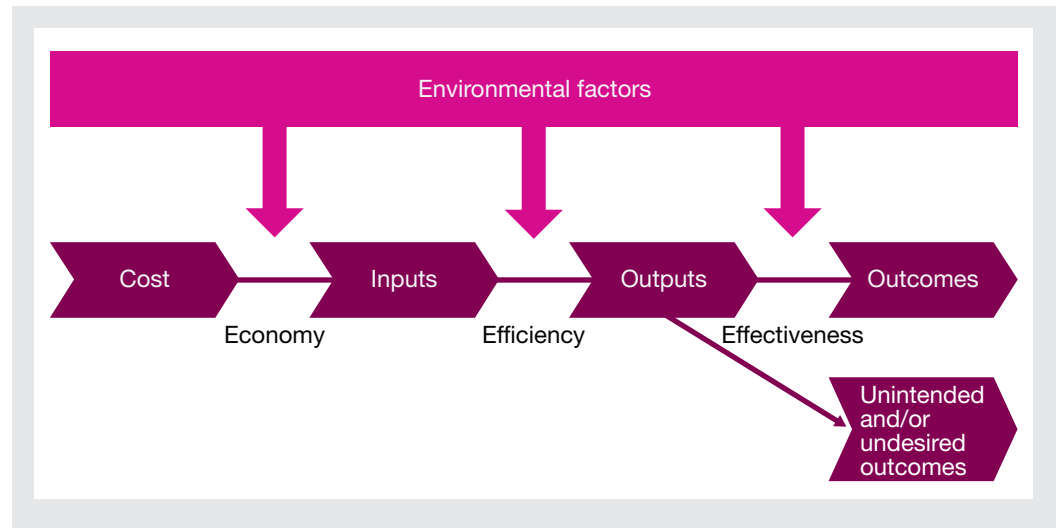 Environmental factors
Cost
Inputs
Outputs
Outcomes
Economy
Efficiency
Effectiveness
Unintended
and/or
undesired
outcomes